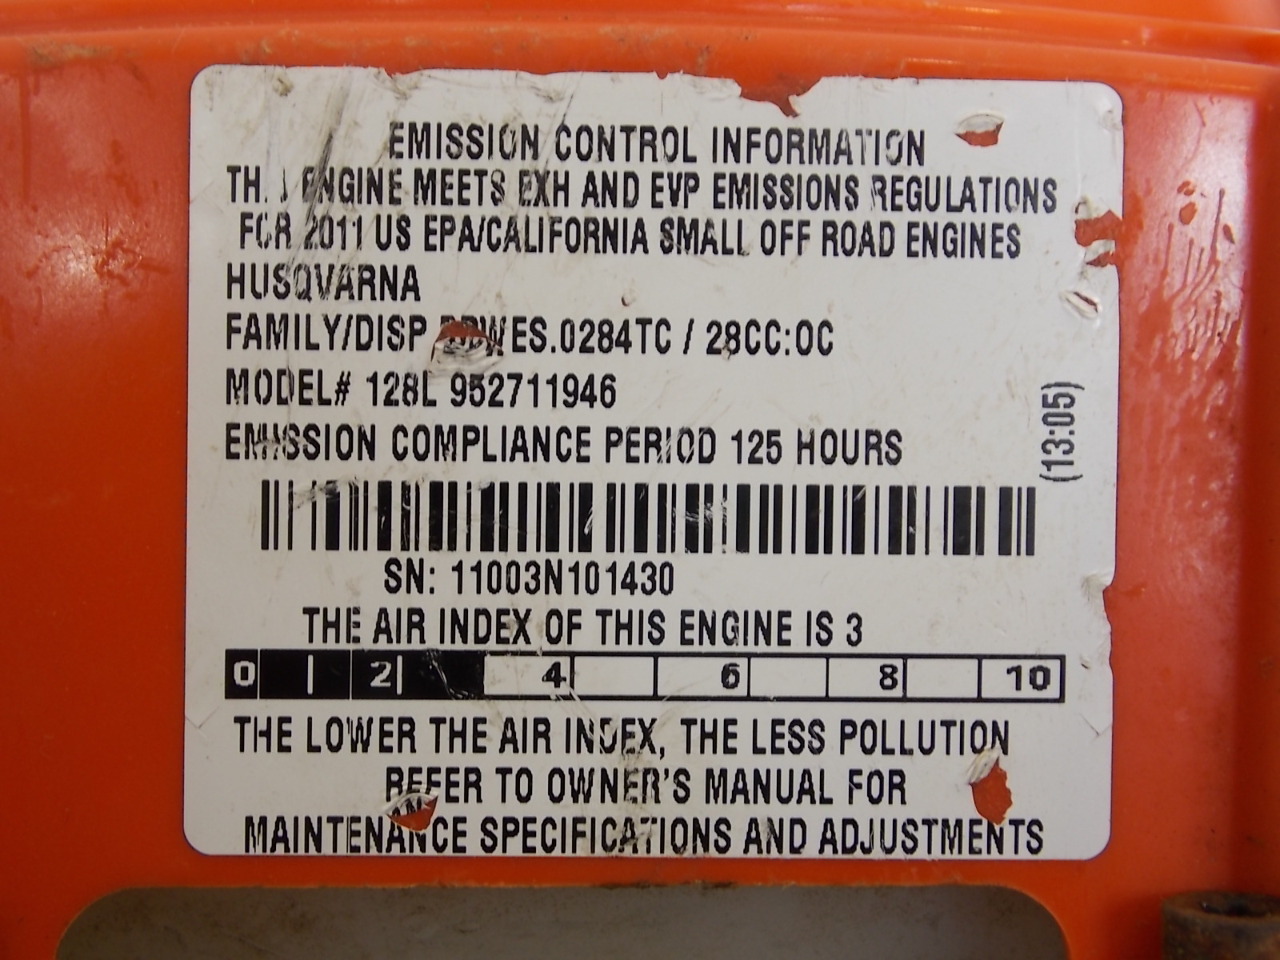 EMISSION CONTROL INFORMATION
ENGINE MEETS EXH AND EVP EMISSIONS REGULATIONS
FOR 2011 US EPA/CALIFORNIA SMALL OFF ROAD ENGINES
HUSQVARNA
FAMILY/DISP / 28CC:OC
MODEL# 128L 952711946
EMISSION COMPLIANCE PERIOD 125 HOURS
(13:05)
SN: 11003N101430
THE AIR INDEX OF THIS ENGINE IS 3
0 | 2 4 6 8 10
THE LOWER THE AIR INDEX, THE LESS POLLUTION
REFER TO OWNER'S MANUAL FOR
MAINTENANCE SPECIFICATIONS AND ADJUSTMENTS